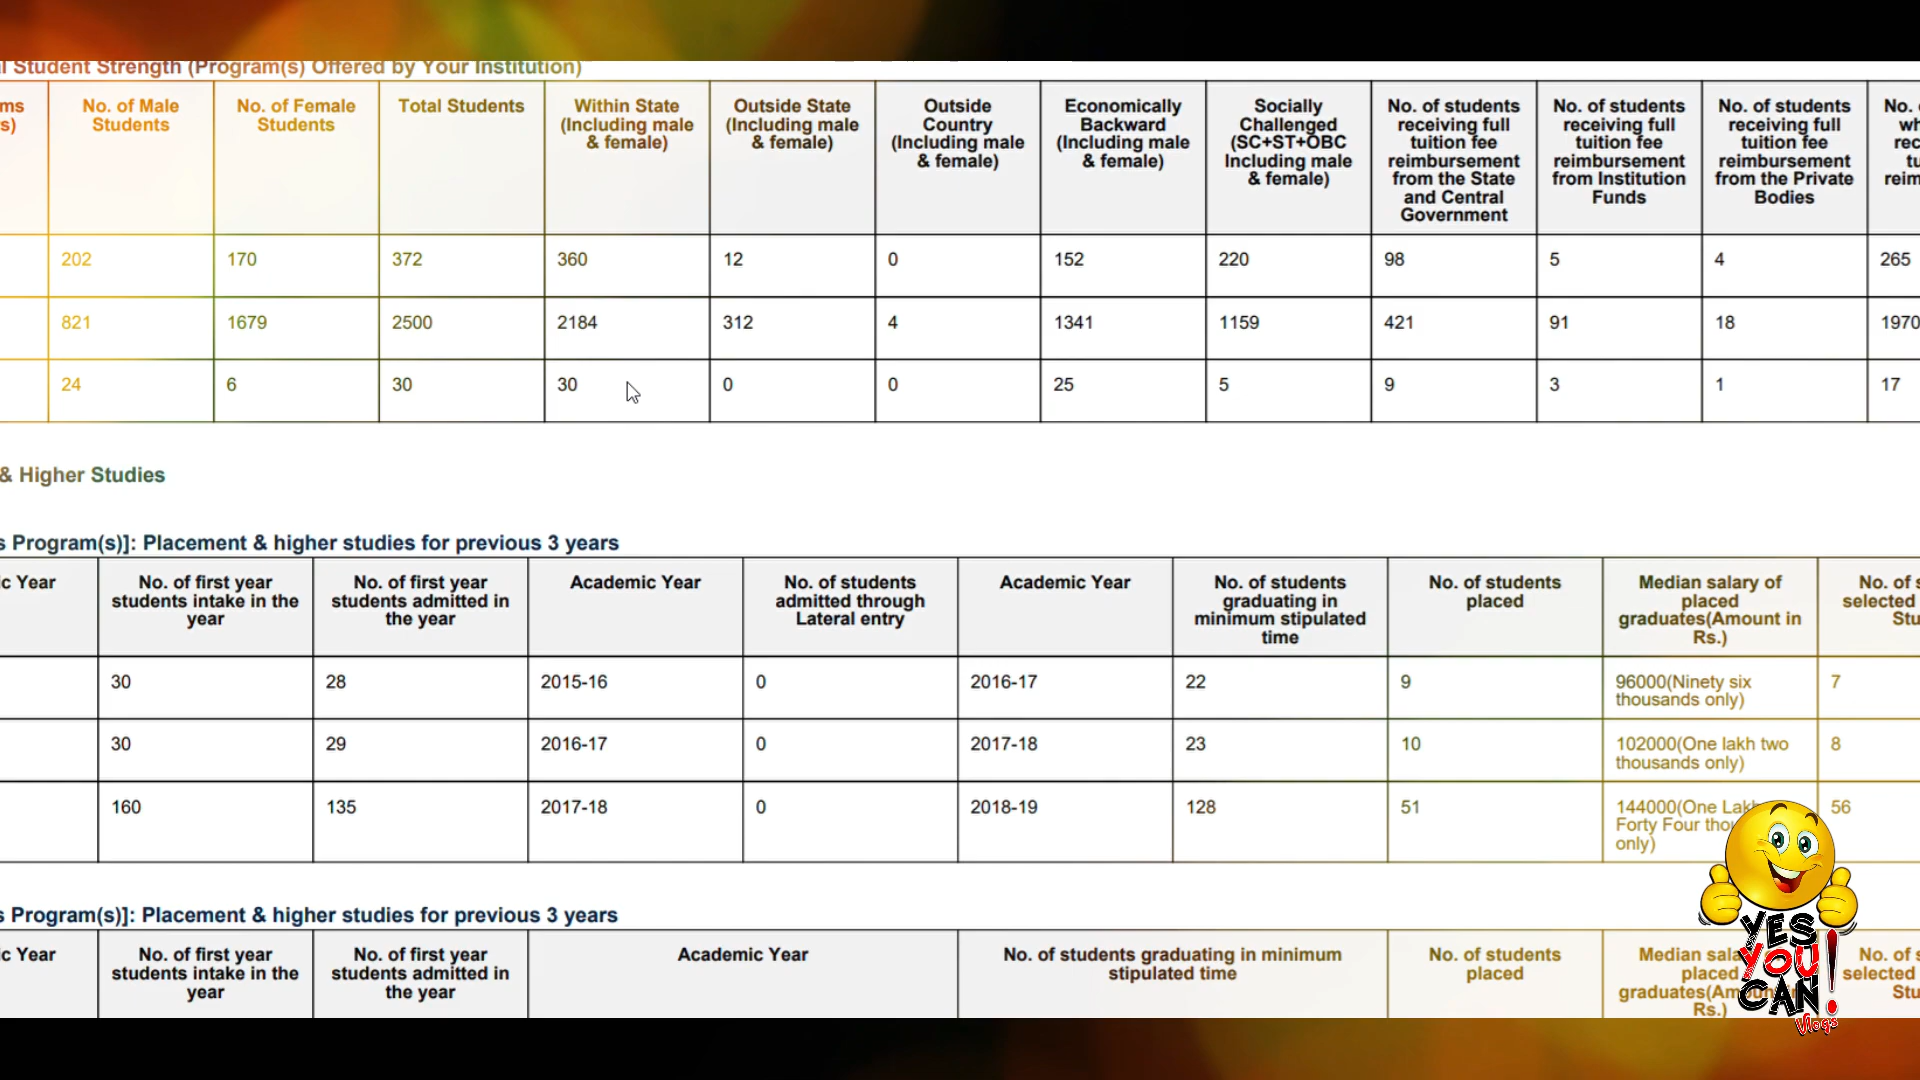 l Student Strength (Program(s) Offered by Your Institution)
ms
s)
No. of Male
Students
No. of Female
Students
Total Students
Within State
(Including male
& female)
Outside State
(Including male
& female)
Outside
Country
(Including male
& female)
Economically
Backward
(Including male
& female)
Socially
Challenged
(SC+ST+OBC
Including male
& female)
No. of students
receiving full
tuition fee
reimbursement
from the State
and Central
Government
No. of students
receiving full
tuition fee
reimbursement
from Institution
Funds
No. of students
receiving full
tuition fee
reimbursement
from the Private
Bodies
No.
wh
rec
tu
reim
202 170 372 360 12 0 152 220 98 5 4 265
821 1679 2500 2184 312 4 1341 1159 421 91 18 1970
24 6 30 30 0 0 25 5 9 3 1 17
& Higher Studies
s Program(s)]: Placement & higher studies for previous 3 years
c Year
No. of first year
students intake in the
year
No. of first year
students admitted in
the year
Academic Year
No. of students
admitted through
Lateral entry
Academic Year
No. of students
graduating in
minimum stipulated
time
No. of students
placed
Median salary of
placed
graduates(Amount in
Rs.)
No. of s
selected
Stu
30 28 2015-16 0 2016-17 22 9 96000(Ninety six
thousands only) 7
30 29 2016-17 0 2017-18 23 10 102000(One lakh two
thousands only) 8
160 135 2017-18 0 2018-19 128 51 144000(One Lakh
Forty Four thou
only) 56
s Program(s)]: Placement & higher studies for previous 3 years
c Year
No. of first year
students intake in the
year
No. of first year
students admitted in
the year
Academic Year
No. of students graduating in minimum
stipulated time
No. of students
placed
Median sala
placed
graduates(Am
Rs.)
No. of s
selected
Stu
YES
YOU
CAN!
Vlogs